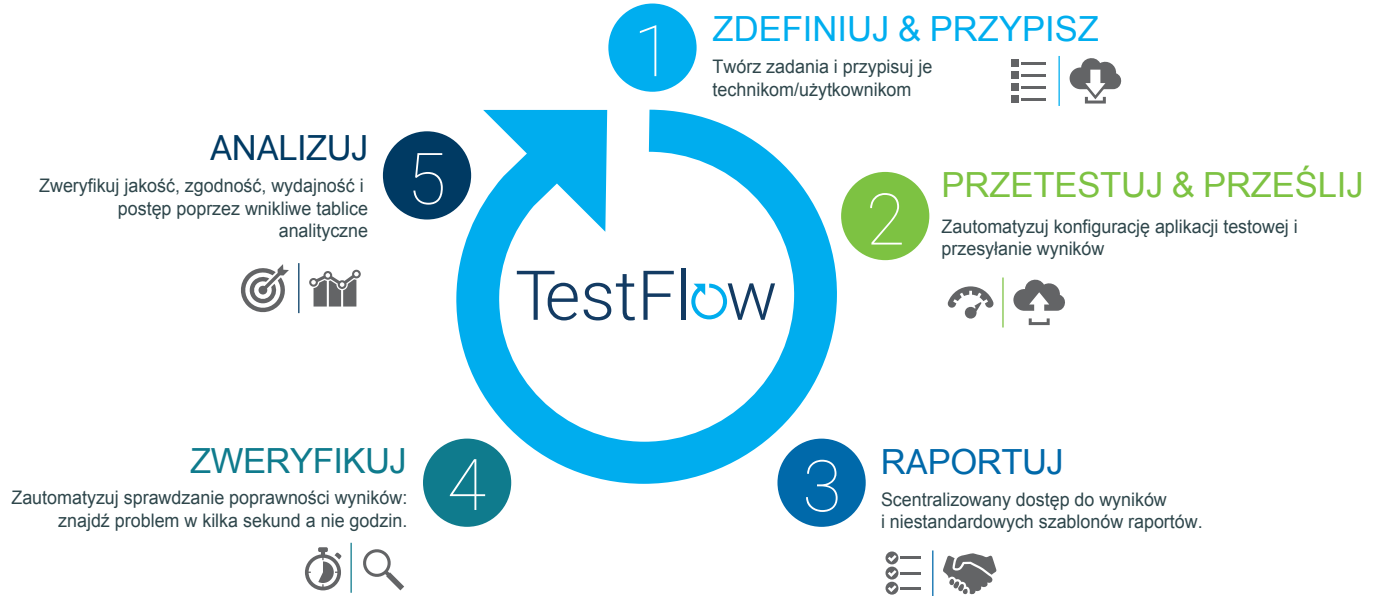 1
ZDEFINIUJ & PRZYPISZ
Twórz zadania i przypisuj je
technikom/użytkownikom
2
PRZETESTUJ & PRZEŚLIJ
Zautomatyzuj konfigurację aplikacji testowej i
przesyłanie wyników
3
RAPORTUJ
Scentralizowany dostęp do wyników
i niestandardowych szablonów raportów.
4
ZWERYFIKUJ
Zautomatyzuj sprawdzanie poprawności wyników:
znajdź problem w kilka sekund a nie godzin.
5
ANALIZUJ
Zweryfikuj jakość, zgodność, wydajność i
postęp poprzez wnikliwe tablice
analityczne
TestFlow